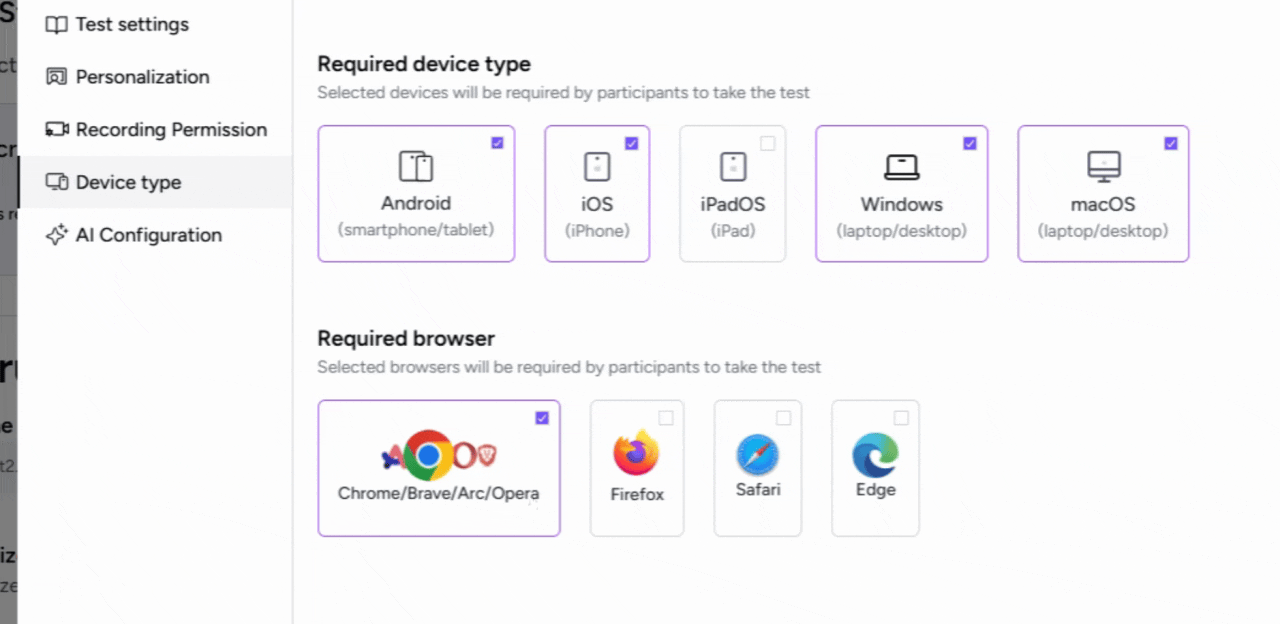 Test settings
Personalization
Recording Permission
Device type
AI Configuration
Required device type
Selected devices will be required by participants to take the test
Android
(smartphone/tablet)
iOS
(iPhone)
iPadOS
(iPad)
Windows
(laptop/desktop)
macOS
(laptop/desktop)
Required browser
Selected browsers will be required by participants to take the test
Chrome/Brave/Arc/Opera
Firefox
Safari
Edge